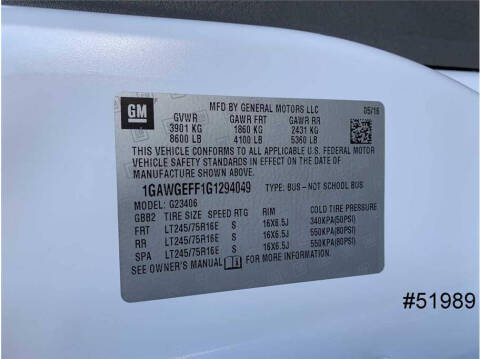 GM
MFD BY GENERAL MOTORS LLC
05/16
GVWR GAWR FRT GAWR RR
3901 KG 1860 KG 2431 KG
8600 LB 4100 LB 5360 LB
THIS VEHICLE CONFORMS TO ALL APPLICABLE U.S. FEDERAL MOTOR
VEHICLE SAFETY STANDARDS IN EFFECT ON THE DATE OF
MANUFACTURE SHOWN ABOVE.
1GAWGEFF1G1294049 TYPE: BUS – NOT SCHOOL BUS
MODEL: G23406
GB82 TIRE SIZE SPEED RTG RIM COLD TIRE PRESSURE
FRT LT245/75R16E S 16X6.5J 340KPA(50PSI)
RR LT245/75R16E S 16X6.5J 550KPA(80PSI)
SPA LT245/75R16E S 16X6.5J 550KPA(80PSI)
SEE OWNER'S MANUAL FOR MORE INFORMATION.
#51989